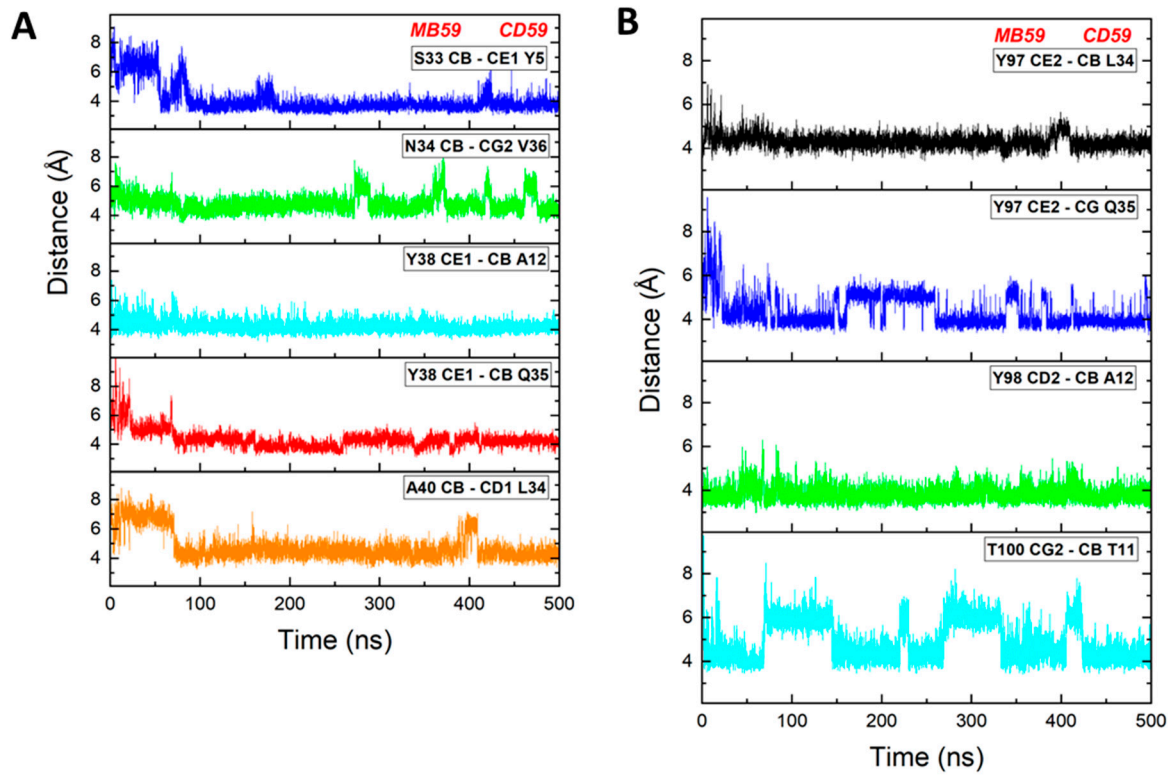 A
MB59 CD59
S33 CB - CE1 Y5
8
6
4
N34 CB - CG2 V36
8
6
4
Y38 CE1 - CB A12
8
6
4
Y38 CE1 - CB Q35
8
6
4
A40 CB - CD1 L34
8
6
4
0 100 200 300 400 500
Time (ns)
Distance (Å)
B
MB59 CD59
Y97 CE2 - CB L34
8
6
4
Y97 CE2 - CG Q35
8
6
4
Y98 CD2 - CB A12
8
6
4
T100 CG2 - CB T11
8
6
4
0 100 200 300 400 500
Time (ns)
Distance (Å)